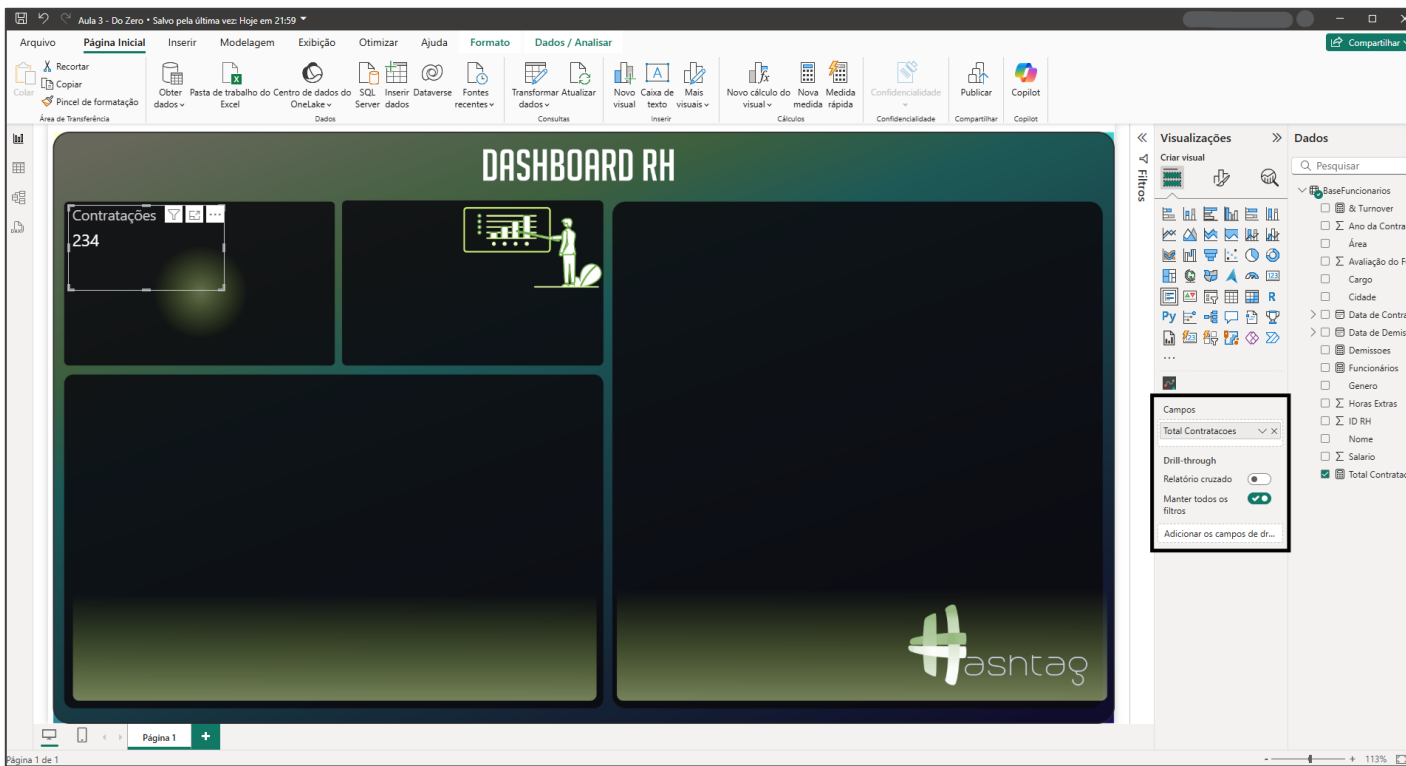 Aula 3 - Do Zero • Salvo pela última vez: Hoje em 21:59
Arquivo Página Inicial Inserir Modelagem Exibição Otimizar Ajuda Formato Dados / Analisar
Compartilhar
Colar
Recortar
Copiar
Pincel de formatação
Obter dados
Pasta de trabalho do Excel
Centro de dados do OneLake
SQL Server
Inserir dados
Dataverse
Fontes recentes
Transformar dados
Atualizar
Novo visual
Caixa de texto
Mais visuais
Novo cálculo do visual
Nova medida
Medida rápida
Confidencialidade
Publicar
Copilot
Área de Transferência Dados Consultas Inserir Cálculos Confidencialidade Compartilhar Copilot
DASHBOARD RH
Contratações
234
Hashtag
Filtros
Visualizações
Criar visual
123
R
Py
...
Campos
Total Contratacoes
Drill-through
Relatório cruzado
Manter todos os
filtros
Adicionar os campos de dr...
Dados
Pesquisar
BaseFuncionarios
& Turnover
Ano da Contra
Área
Avaliação do F
Cargo
Cidade
Data de Contra
Data de Demis
Demissoes
Funcionários
Genero
Horas Extras
ID RH
Nome
Salario
Total Contratac
Página 1
Página 1 de 1
113%